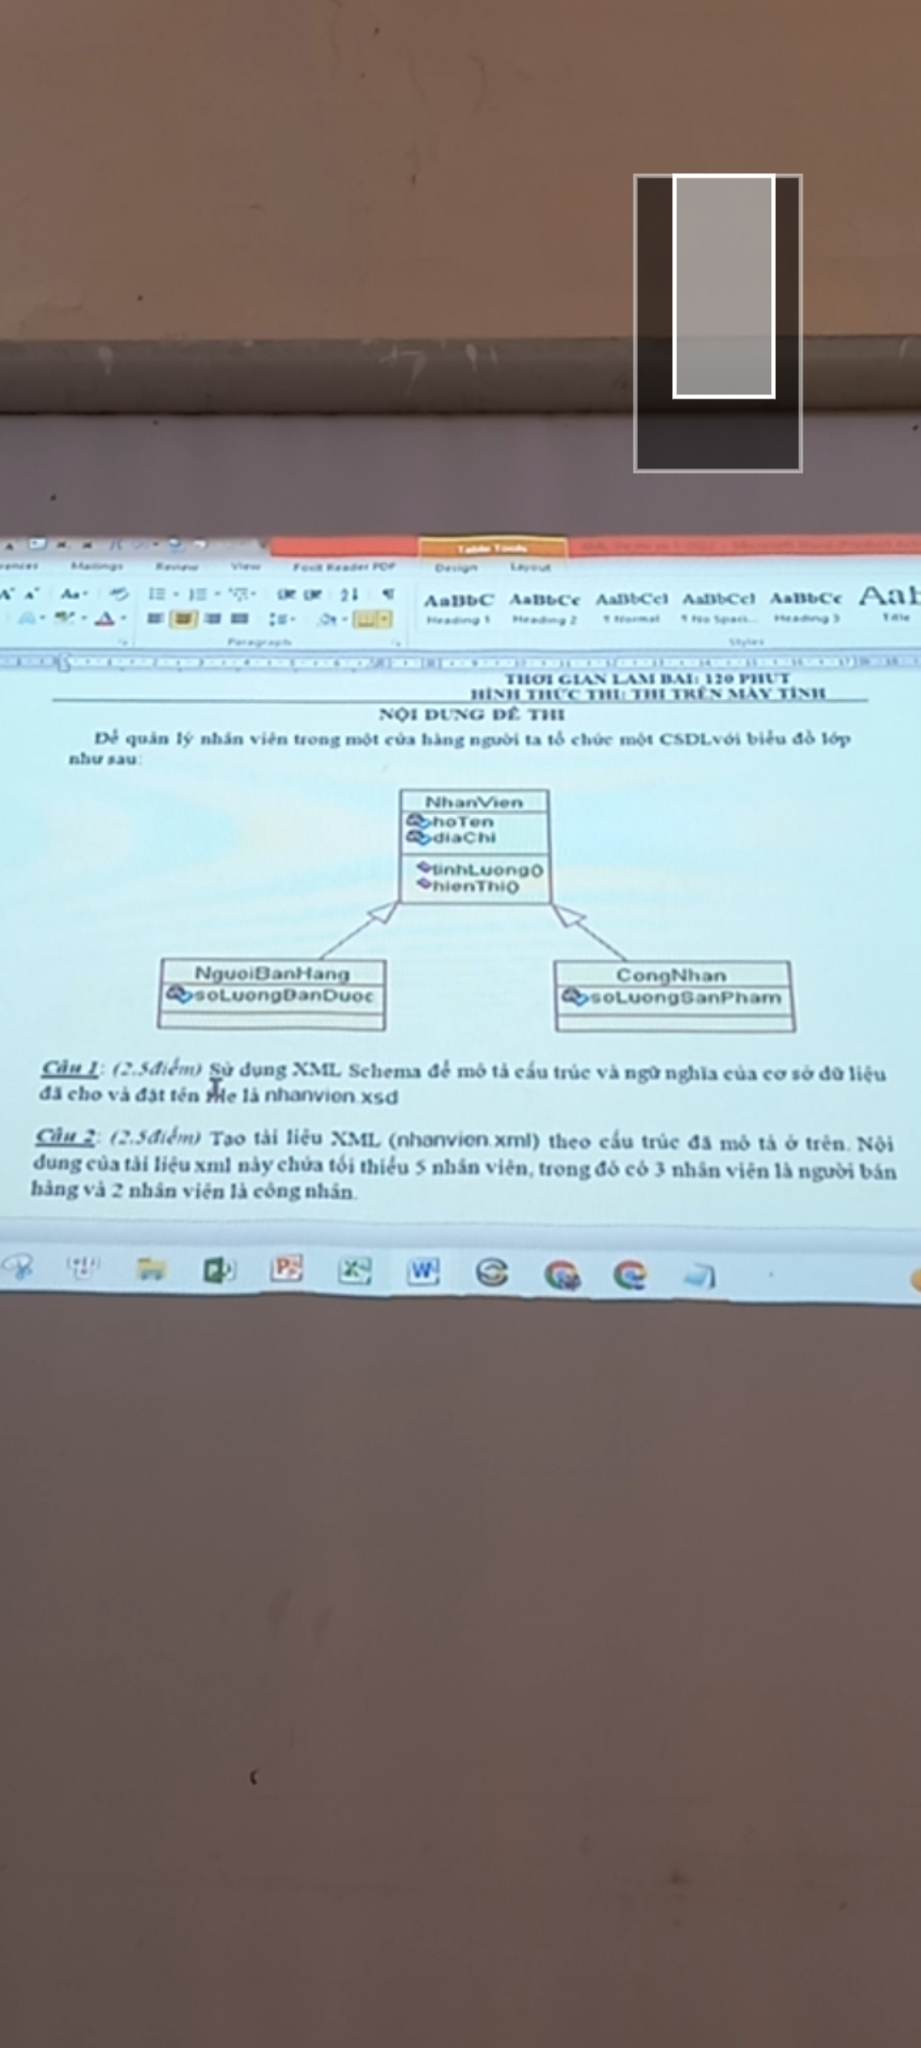 Table Tools
Mailings Review View Foxit Reader PDF Design Layout
AaBbC AaBbCc AaBbCcI AaBbCcI AaBbCc
Heading 1 Heading 2 ¶ Normal ¶ No Spaci... Heading 3 Title
Paragraph Styles
THỜI GIAN LÀM BÀI: 120 PHÚT
HÌNH THỨC THI: THI TRÊN MÁY TÍNH
NỘI DUNG ĐỀ THI
Để quản lý nhân viên trong một cửa hàng người ta tổ chức một CSDLvới biểu đồ lớp
như sau:
NhanVien
hoTen
diaChi
tinhLuong()
hienThi()
NguoiBanHang
soLuongBanDuoc
CongNhan
soLuongSanPham
Câu 1: (2.5điểm) Sử dụng XML Schema để mô tả cấu trúc và ngữ nghĩa của cơ sở dữ liệu
đã cho và đặt tên file là nhanvien.xsd
Câu 2: (2.5điểm) Tạo tài liệu XML (nhanvien.xml) theo cấu trúc đã mô tả ở trên. Nội
dung của tài liệu xml này chứa tối thiểu 5 nhân viên, trong đó có 3 nhân viên là người bán
hàng và 2 nhân viên là công nhân.